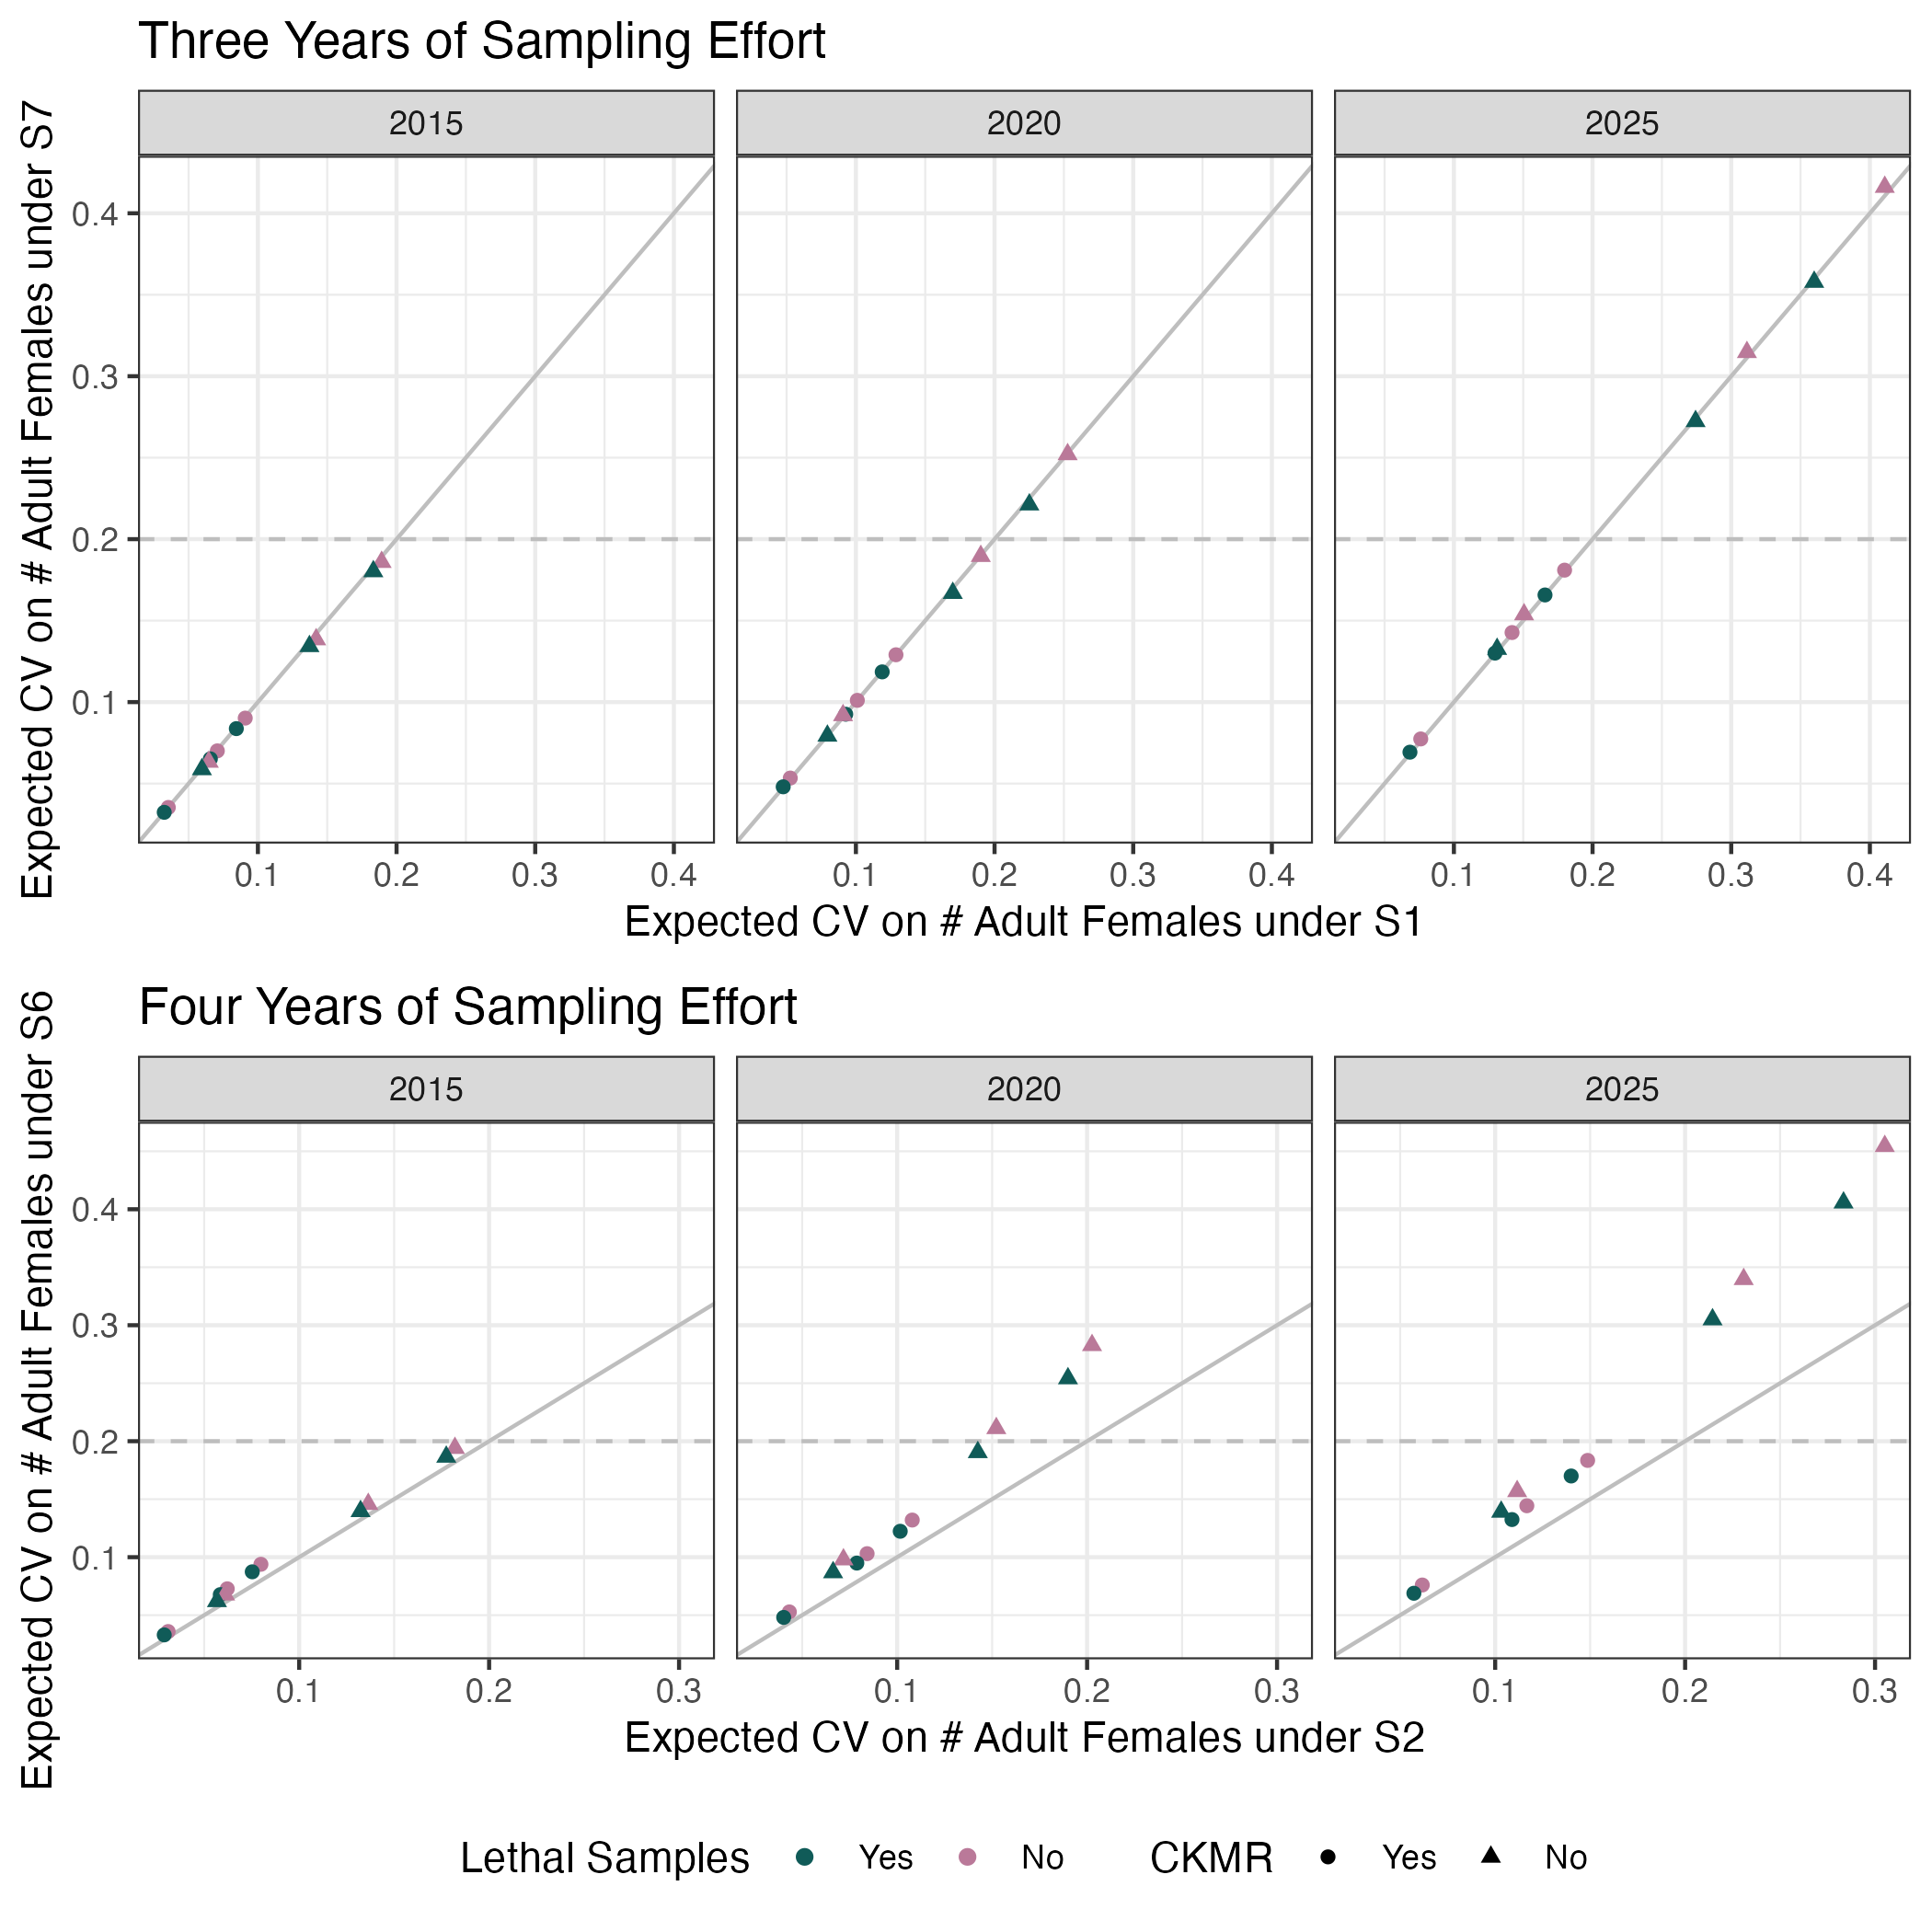 Three Years of Sampling Effort
2015 2020 2025
Expected CV on # Adult Females under S7
0.4
0.3
0.2
0.1
0.1 0.2 0.3 0.4 0.1 0.2 0.3 0.4 0.1 0.2 0.3 0.4
Expected CV on # Adult Females under S1
Four Years of Sampling Effort
2015 2020 2025
Expected CV on # Adult Females under S6
0.4
0.3
0.2
0.1
0.1 0.2 0.3 0.1 0.2 0.3 0.1 0.2 0.3
Expected CV on # Adult Females under S2
Lethal Samples Yes No CKMR Yes No